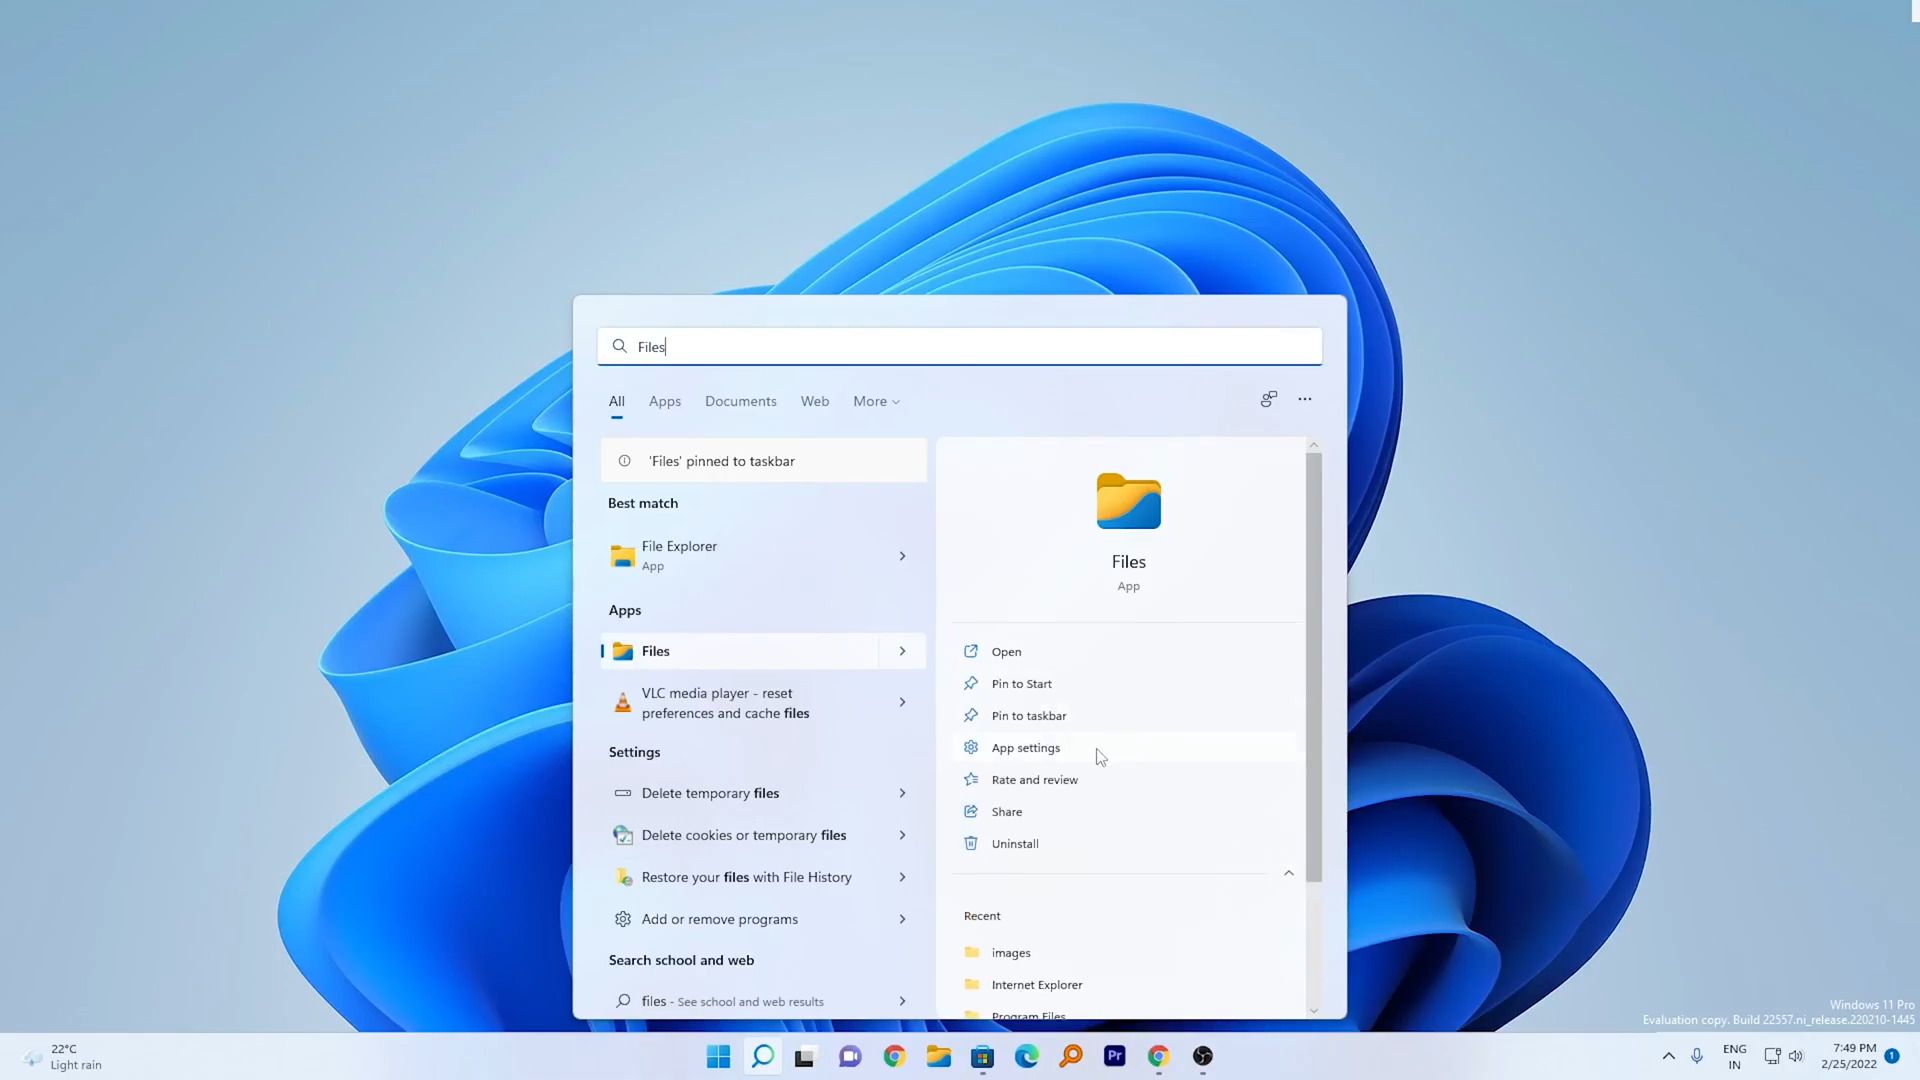 Files
All
Apps
Documents
Web
More
'Files' pinned to taskbar
Best match
File Explorer
App
Apps
Files
VLC media player - reset
preferences and cache files
Settings
Delete temporary files
Delete cookies or temporary files
Restore your files with File History
Add or remove programs
Search school and web
files - See school and web results
Files
App
Open
Pin to Start
Pin to taskbar
App settings
Rate and review
Share
Uninstall
Recent
images
Internet Explorer
Program Files
Windows 11 Pro
Evaluation copy. Build 22557.ni_release.220210-1445
22°C
Light rain
Pr
ENG
IN
7:49 PM
2/25/2022
1